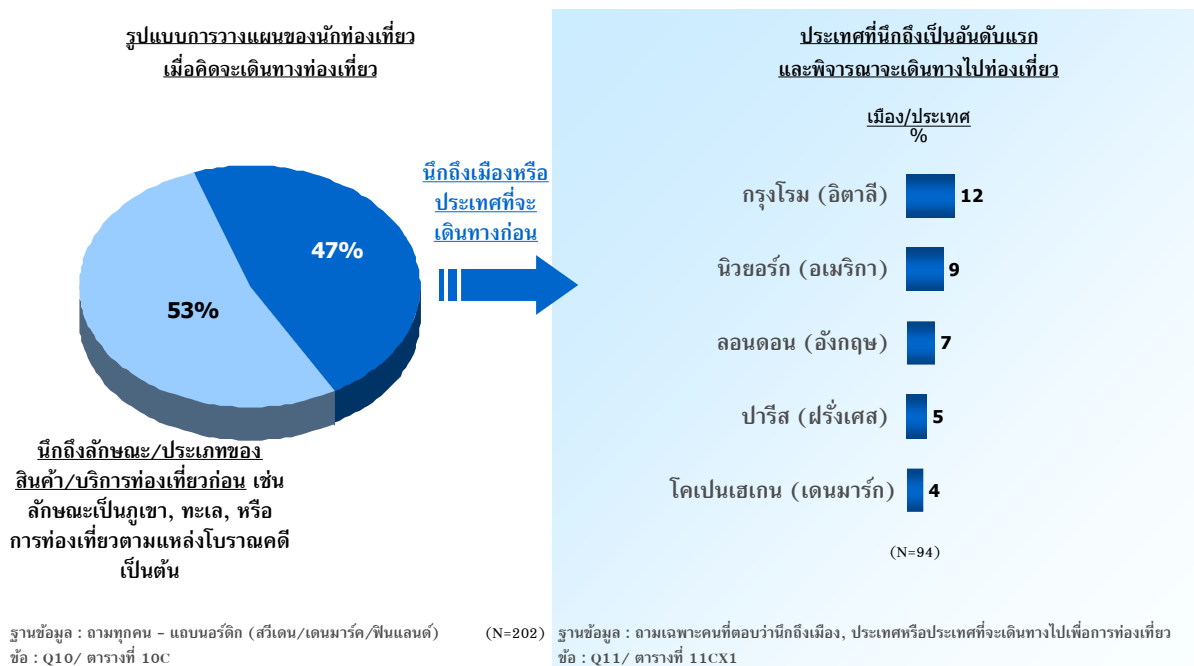 รูปแบบการวางแผนของนักท่องเที่ยว
เมื่อคิดจะเดินทางท่องเที่ยว
47%
53%
นึกถึงเมืองหรือ
ประเทศที่จะ
เดินทางก่อน
นึกถึงลักษณะ/ประเภทของ
สินค้า/บริการท่องเที่ยวก่อน เช่น
ลักษณะเป็นภูเขา, ทะเล, หรือ
การท่องเที่ยวตามแหล่งโบราณคดี
เป็นต้น
ฐานข้อมูล : ถามทุกคน - แถบนอร์ดิก (สวีเดน/เดนมาร์ค/ฟินแลนด์) (N=202)
ข้อ : Q10/ ตารางที่ 10C
ประเทศที่นึกถึงเป็นอันดับแรก
และพิจารณาจะเดินทางไปท่องเที่ยว
เมือง/ประเทศ
%
กรุงโรม (อิตาลี) 12
นิวยอร์ก (อเมริกา) 9
ลอนดอน (อังกฤษ) 7
ปารีส (ฝรั่งเศส) 5
โคเปนเฮเกน (เดนมาร์ก) 4
(N=94)
ฐานข้อมูล : ถามเฉพาะคนที่ตอบว่านึกถึงเมือง, ประเทศหรือประเทศที่จะเดินทางไปเพื่อการท่องเที่ยว
ข้อ : Q11/ ตารางที่ 11CX1